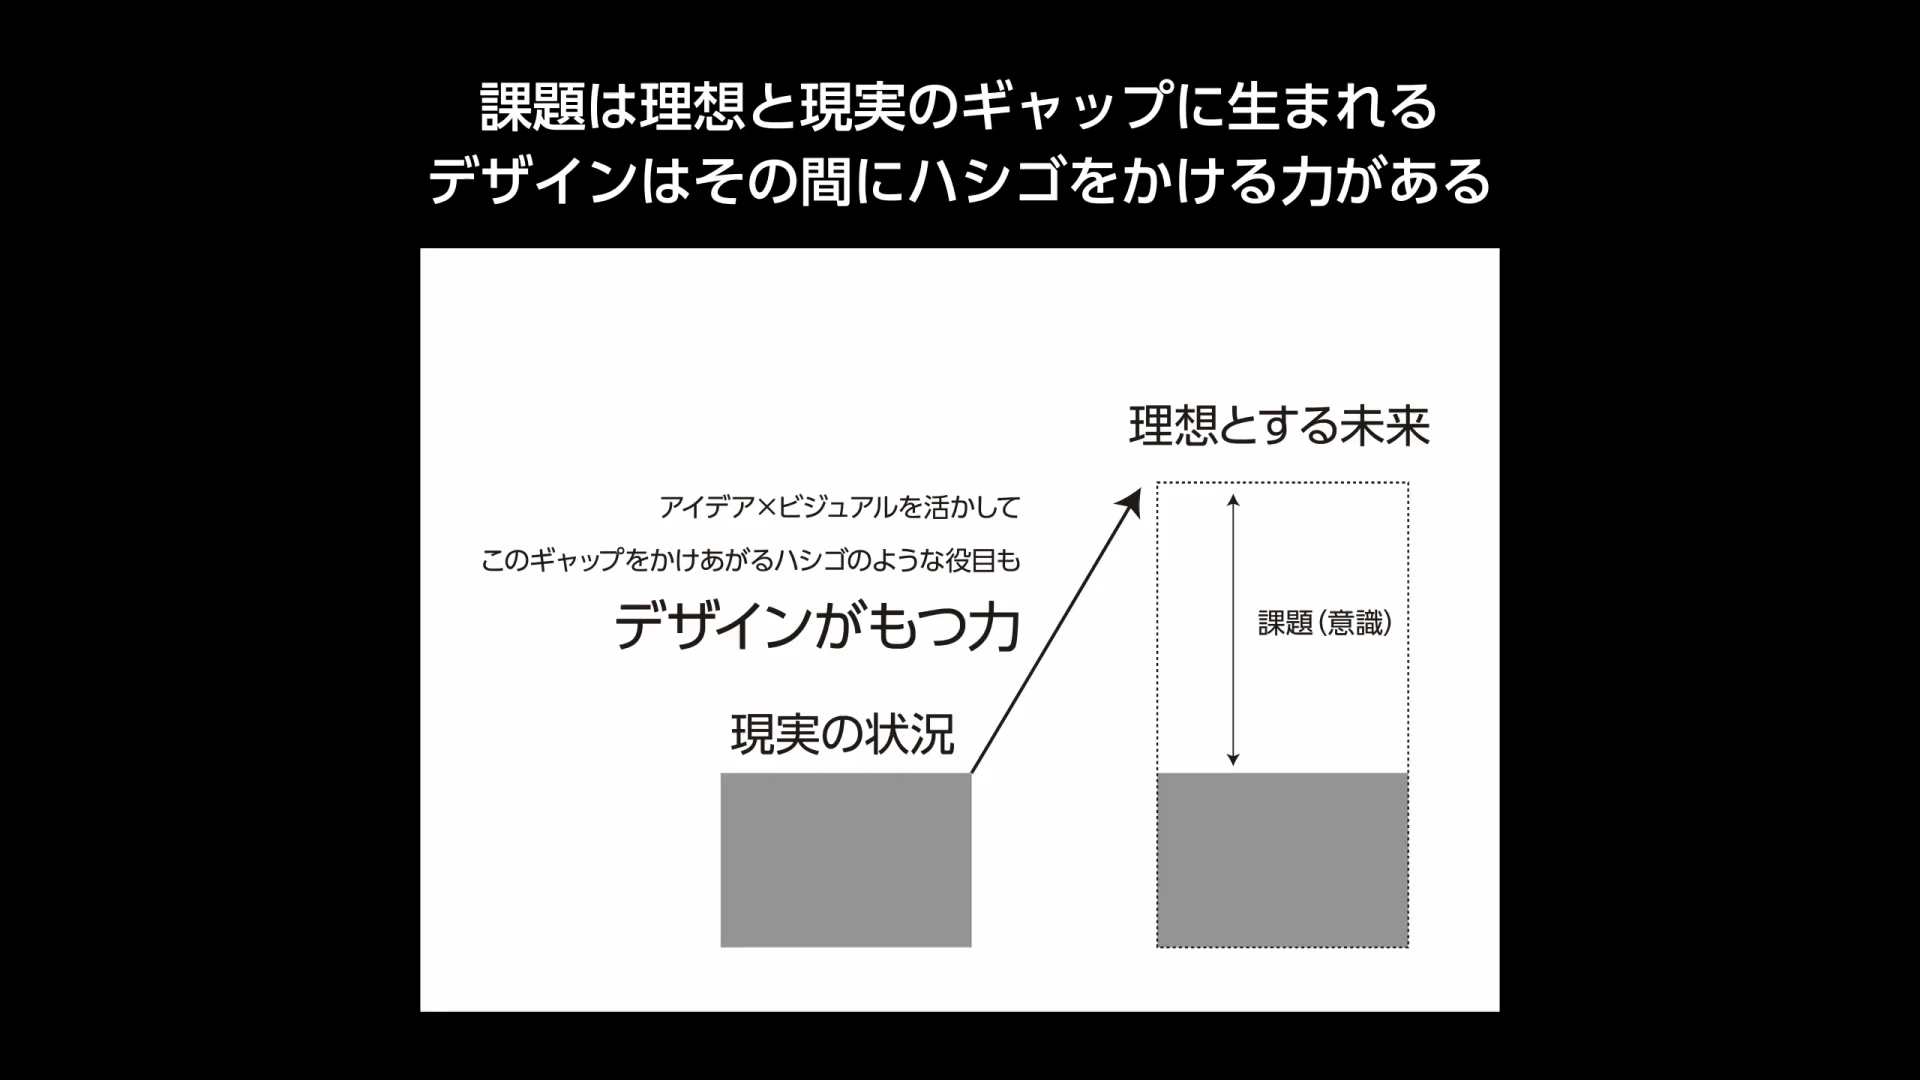 課題は理想と現実のギャップに生まれる
デザインはその間にハシゴをかける力がある
理想とする未来
アイデア×ビジュアルを活かして
このギャップをかけあがるハシゴのような役目も
デザインがもつ力
課題（意識）
現実の状況